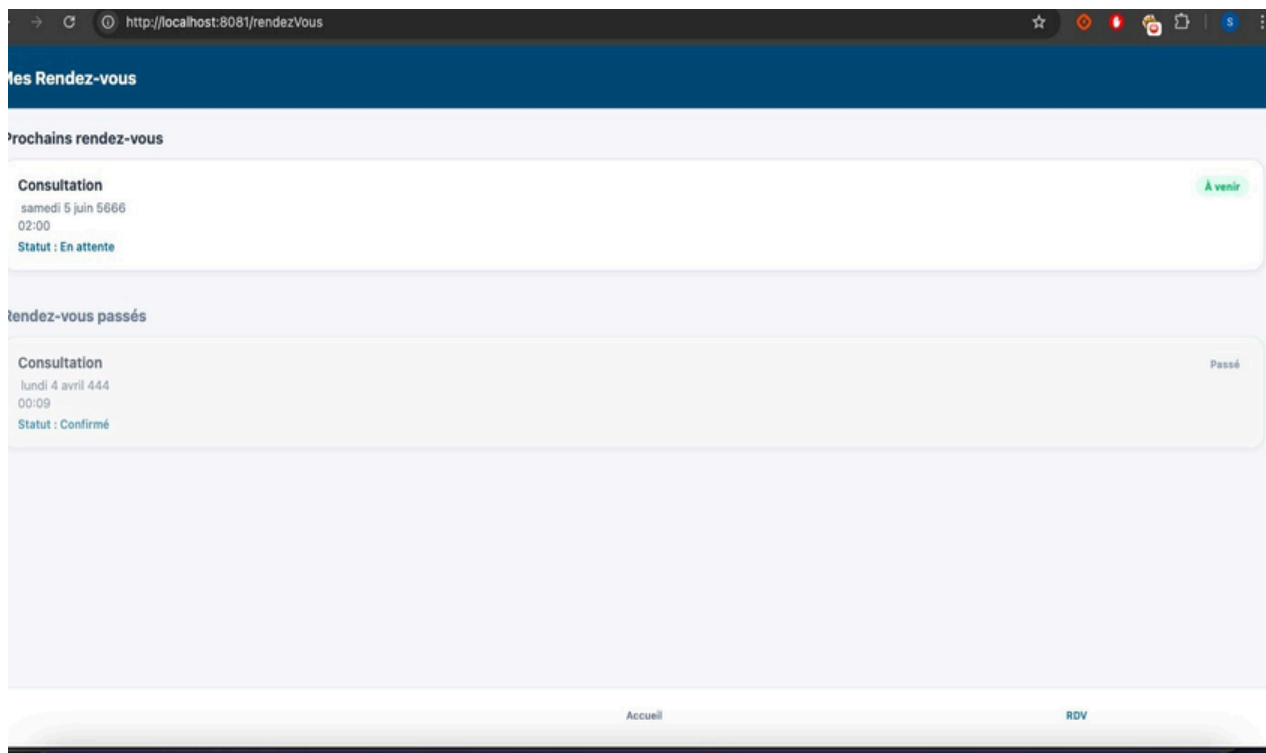 http://localhost:8081/rendezVous
S
Mes Rendez-vous
Prochains rendez-vous
Consultation
À venir
samedi 5 juin 5666
02:00
Statut : En attente
Rendez-vous passés
Consultation
Passé
lundi 4 avril 444
00:09
Statut : Confirmé
Accueil
RDV